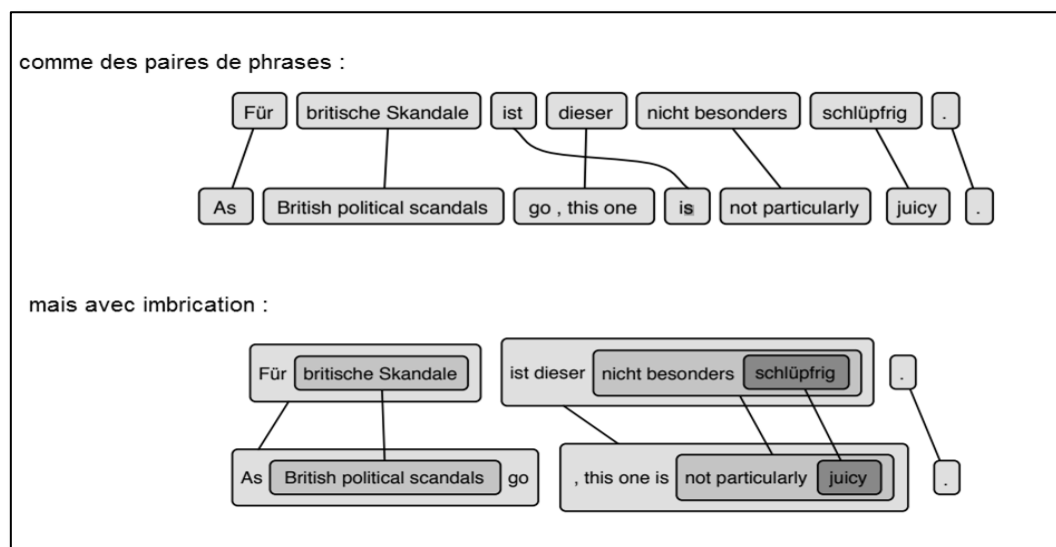 comme des paires de phrases :
Für britische Skandale ist dieser nicht besonders schlüpfrig .
As British political scandals go , this one is not particularly juicy .
mais avec imbrication :
Für britische Skandale ist dieser nicht besonders schlüpfrig .
As British political scandals go , this one is not particularly juicy .